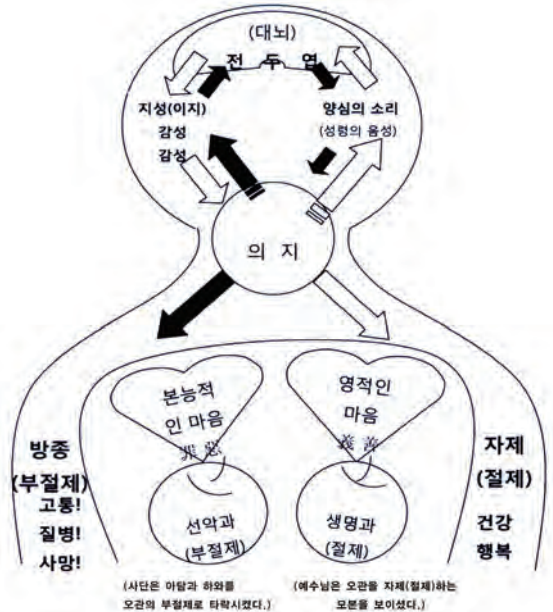 (대뇌)
전 두 엽
지성(이지)
감성
감성
양심의 소리
(성령의 음성)
의 지
본능적
인 마음
罪 惡
영적인
마음
義 善
방종
(부절제)
고통!
질병!
사망!
선악과
(부절제)
생명과
(절제)
자제
(절제)
건강
행복
(사단은 아담과 하와를
오관의 부절제로 타락시켰다.)
(예수님은 오관을 자제(절제)하는
모본을 보이셨다.)